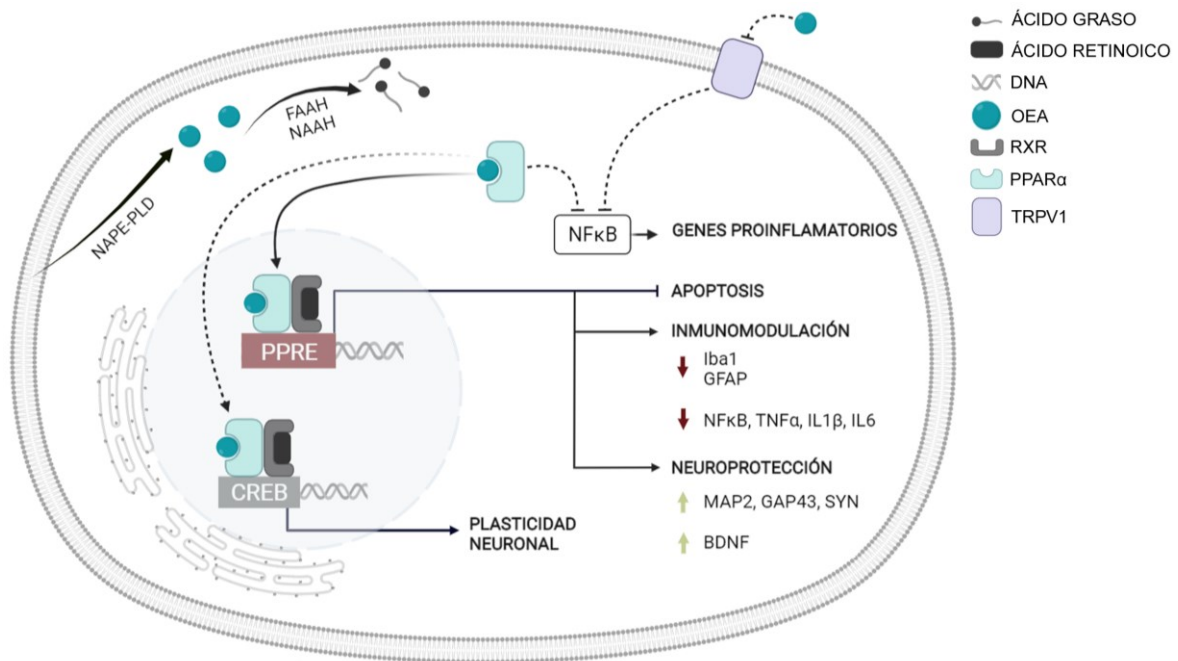 FAAH
NAAH
NAPE-PLD
NFκB
GENES PROINFLAMATORIOS
PPRE
APOPTOSIS
INMUNOMODULACIÓN
Iba1
GFAP
NFκB, TNFα, IL1β, IL6
NEUROPROTECCIÓN
MAP2, GAP43, SYN
BDNF
CREB
PLASTICIDAD
NEURONAL
ÁCIDO GRASO
ÁCIDO RETINOICO
DNA
OEA
RXR
PPARα
TRPV1